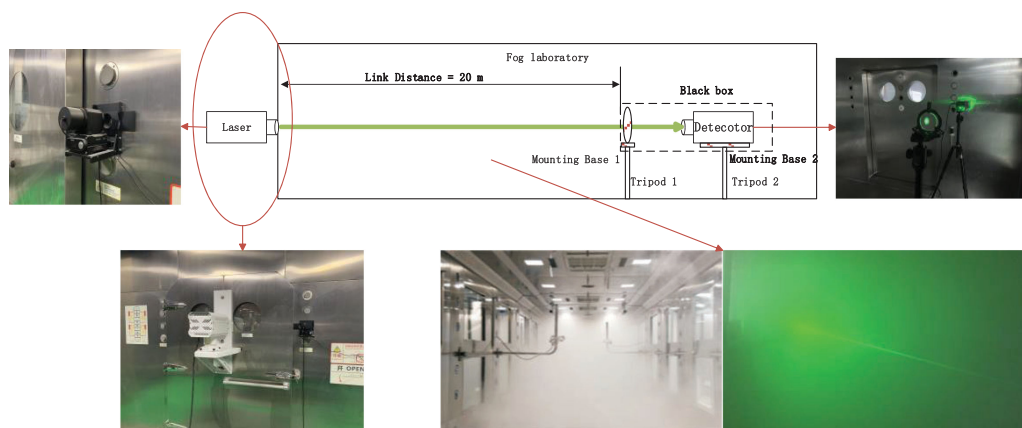 Fog laboratory
Link Distance = 20 m
Black box
Laser
Detecotor
Mounting Base 1
Mounting Base 2
Tripod 1
Tripod 2
OPEN